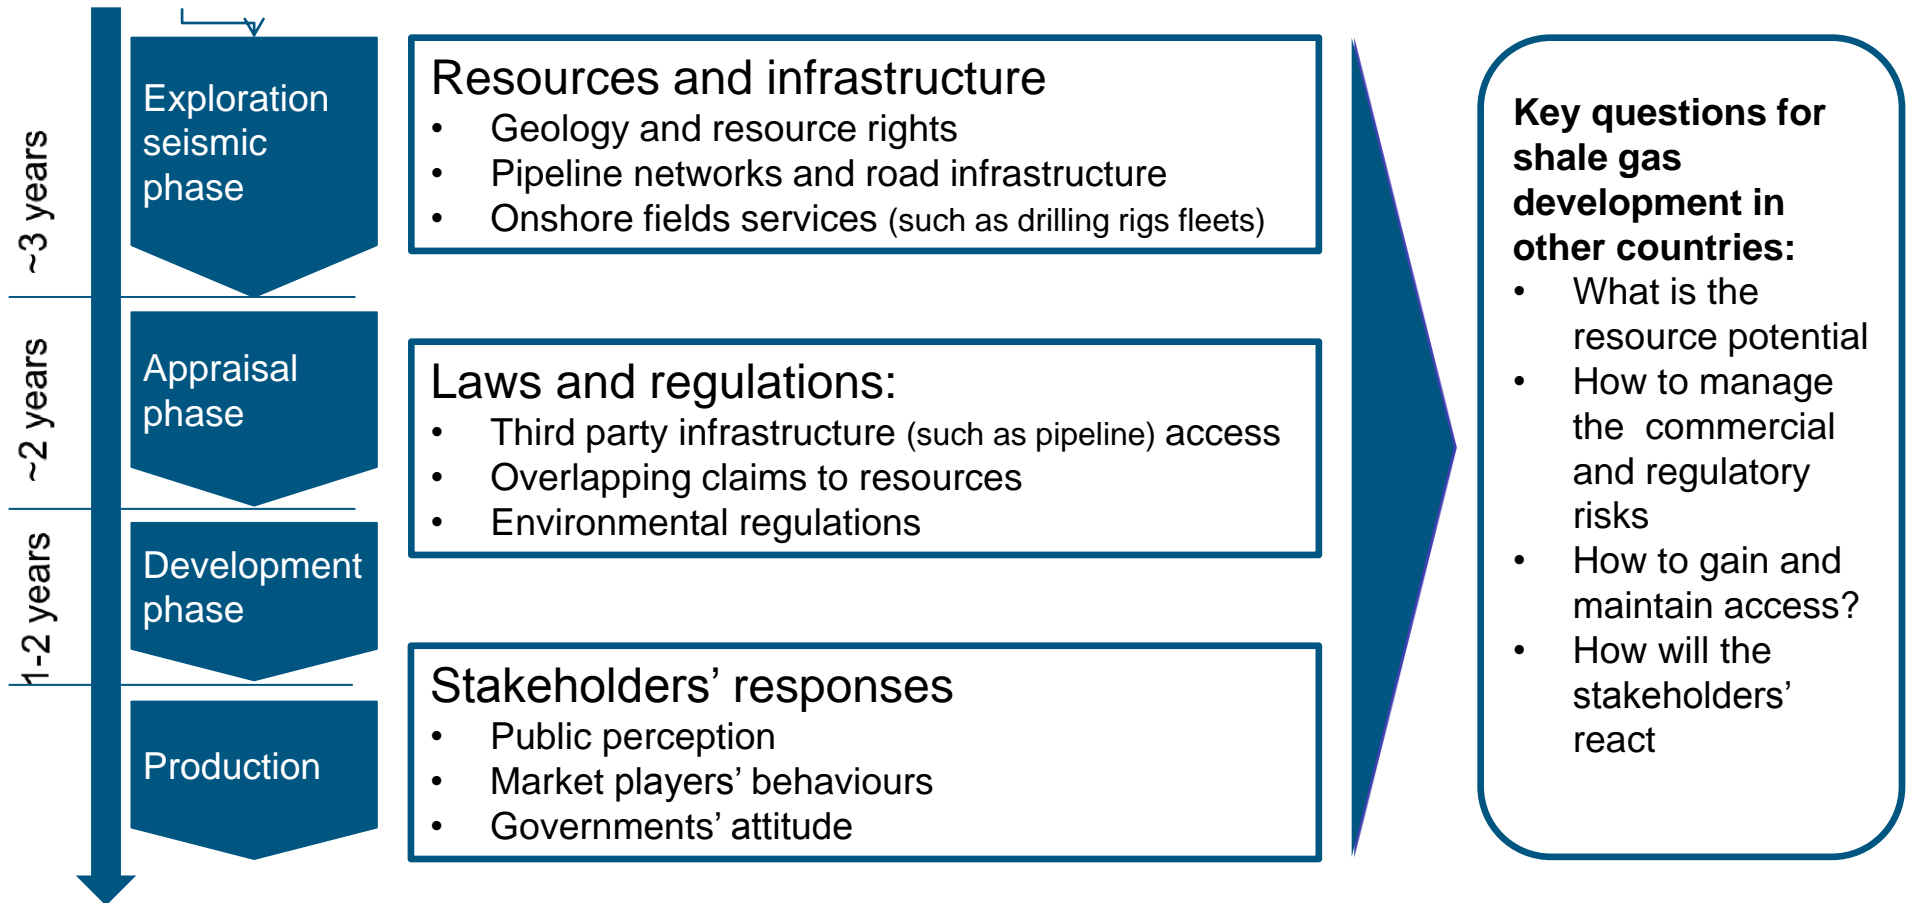 ~3 years
Exploration
seismic
phase
~2 years
Appraisal
phase
1-2 years
Development
phase
Production
Resources and infrastructure
• Geology and resource rights
• Pipeline networks and road infrastructure
• Onshore fields services (such as drilling rigs fleets)
Laws and regulations:
• Third party infrastructure (such as pipeline) access
• Overlapping claims to resources
• Environmental regulations
Stakeholders’ responses
• Public perception
• Market players’ behaviours
• Governments’ attitude
Key questions for
shale gas
development in
other countries:
• What is the
resource potential
• How to manage
the commercial
and regulatory
risks
• How to gain and
maintain access?
• How will the
stakeholders’
react